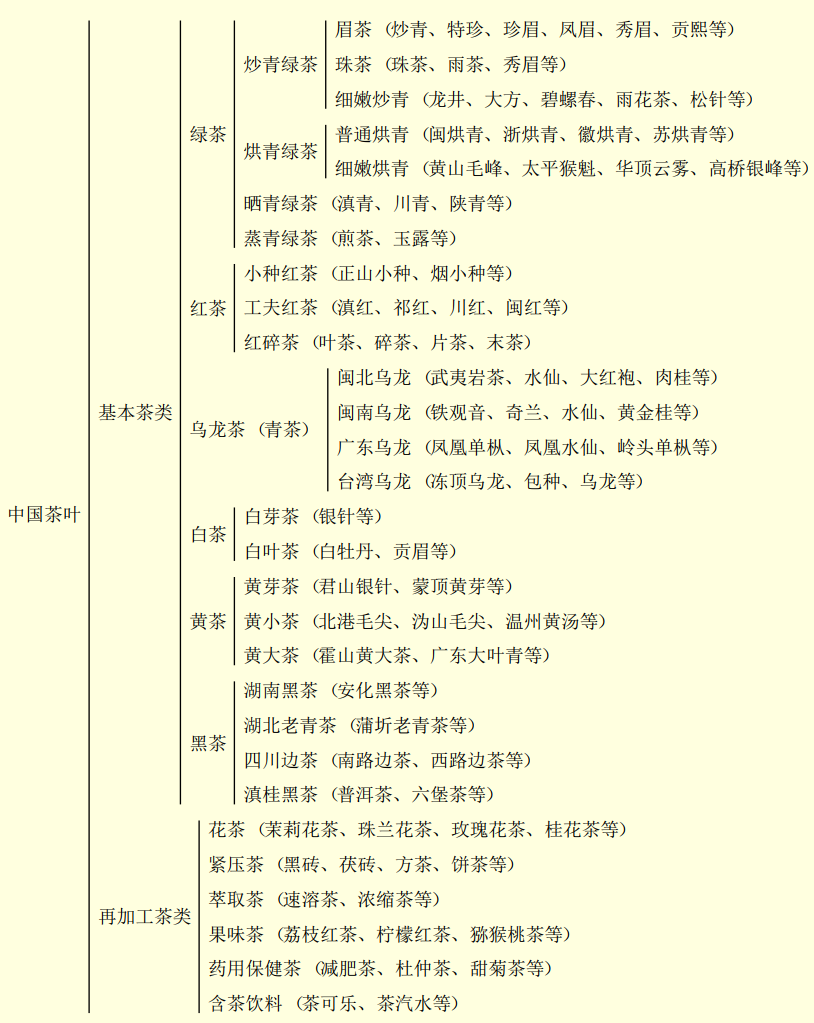 眉茶（炒青、特珍、珍眉、凤眉、秀眉、贡熙等）
炒青绿茶
珠茶（珠茶、雨茶、秀眉等）
细嫩炒青（龙井、大方、碧螺春、雨花茶、松针等）
绿茶
普通烘青（闽烘青、浙烘青、徽烘青、苏烘青等）
烘青绿茶
细嫩烘青（黄山毛峰、太平猴魁、华顶云雾、高桥银峰等）
晒青绿茶（滇青、川青、陕青等）
蒸青绿茶（煎茶、玉露等）
小种红茶（正山小种、烟小种等）
红茶
工夫红茶（滇红、祁红、川红、闽红等）
红碎茶（叶茶、碎茶、片茶、末茶）
基本茶类
闽北乌龙（武夷岩茶、水仙、大红袍、肉桂等）
乌龙茶（青茶）
闽南乌龙（铁观音、奇兰、水仙、黄金桂等）
广东乌龙（凤凰单枞、凤凰水仙、岭头单枞等）
台湾乌龙（冻顶乌龙、包种、乌龙等）
中国茶叶
白茶
白芽茶（银针等）
白叶茶（白牡丹、贡眉等）
黄芽茶（君山银针、蒙顶黄芽等）
黄茶
黄小茶（北港毛尖、沩山毛尖、温州黄汤等）
黄大茶（霍山黄大茶、广东大叶青等）
湖南黑茶（安化黑茶等）
湖北老青茶（蒲圻老青茶等）
黑茶
四川边茶（南路边茶、西路边茶等）
滇桂黑茶（普洱茶、六堡茶等）
花茶（茉莉花茶、珠兰花茶、玫瑰花茶、桂花茶等）
紧压茶（黑砖、茯砖、方茶、饼茶等）
萃取茶（速溶茶、浓缩茶等）
再加工茶类
果味茶（荔枝红茶、柠檬红茶、猕猴桃茶等）
药用保健茶（减肥茶、杜仲茶、甜菊茶等）
含茶饮料（茶可乐、茶汽水等）